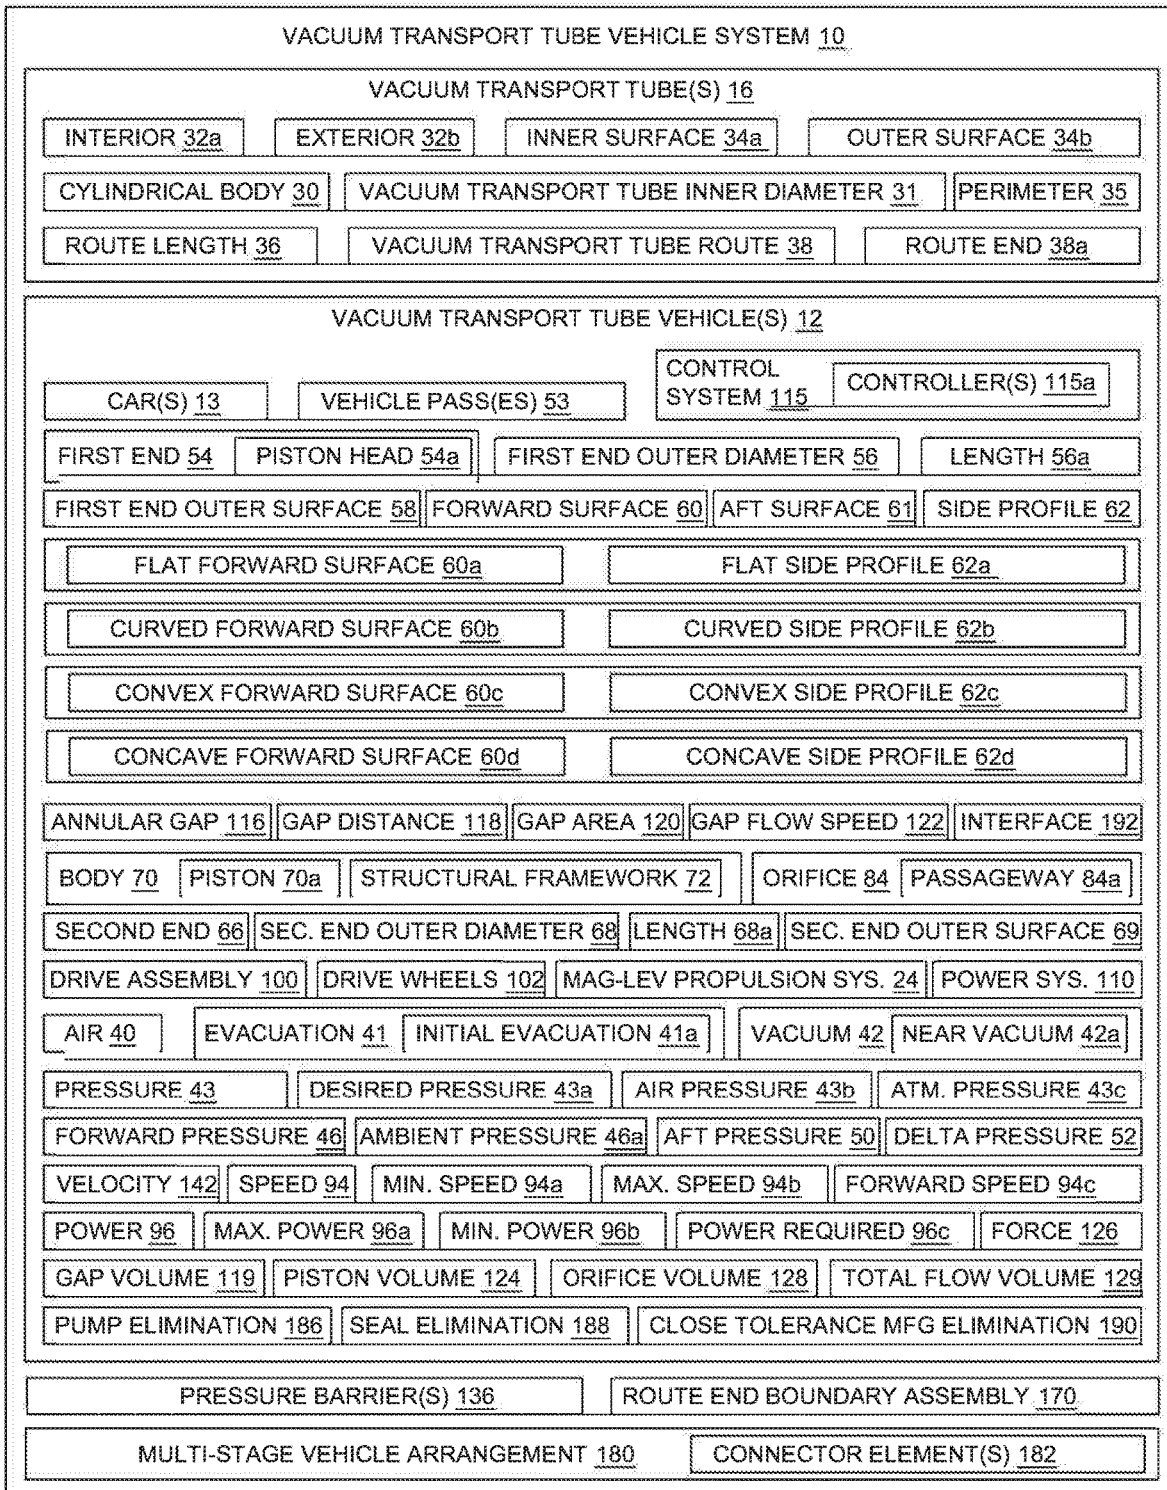 VACUUM TRANSPORT TUBE VEHICLE SYSTEM 10
VACUUM TRANSPORT TUBE(S) 16
INTERIOR 32a EXTERIOR 32b INNER SURFACE 34a OUTER SURFACE 34b
CYLINDRICAL BODY 30 VACUUM TRANSPORT TUBE INNER DIAMETER 31 PERIMETER 35
ROUTE LENGTH 36 VACUUM TRANSPORT TUBE ROUTE 38 ROUTE END 38a
VACUUM TRANSPORT TUBE VEHICLE(S) 12
CAR(S) 13 VEHICLE PASS(ES) 53 CONTROL SYSTEM 115 CONTROLLER(S) 115a
FIRST END 54 PISTON HEAD 54a FIRST END OUTER DIAMETER 56 LENGTH 56a
FIRST END OUTER SURFACE 58 FORWARD SURFACE 60 AFT SURFACE 61 SIDE PROFILE 62
FLAT FORWARD SURFACE 60a FLAT SIDE PROFILE 62a
CURVED FORWARD SURFACE 60b CURVED SIDE PROFILE 62b
CONVEX FORWARD SURFACE 60c CONVEX SIDE PROFILE 62c
CONCAVE FORWARD SURFACE 60d CONCAVE SIDE PROFILE 62d
ANNULAR GAP 116 GAP DISTANCE 118 GAP AREA 120 GAP FLOW SPEED 122 INTERFACE 192
BODY 70 PISTON 70a STRUCTURAL FRAMEWORK 72 ORIFICE 84 PASSAGEWAY 84a
SECOND END 66 SEC. END OUTER DIAMETER 68 LENGTH 68a SEC. END OUTER SURFACE 69
DRIVE ASSEMBLY 100 DRIVE WHEELS 102 MAG-LEV PROPULSION SYS. 24 POWER SYS. 110
AIR 40 EVACUATION 41 INITIAL EVACUATION 41a VACUUM 42 NEAR VACUUM 42a
PRESSURE 43 DESIRED PRESSURE 43a AIR PRESSURE 43b ATM. PRESSURE 43c
FORWARD PRESSURE 46 AMBIENT PRESSURE 46a AFT PRESSURE 50 DELTA PRESSURE 52
VELOCITY 142 SPEED 94 MIN. SPEED 94a MAX. SPEED 94b FORWARD SPEED 94c
POWER 96 MAX. POWER 96a MIN. POWER 96b POWER REQUIRED 96c FORCE 126
GAP VOLUME 119 PISTON VOLUME 124 ORIFICE VOLUME 128 TOTAL FLOW VOLUME 129
PUMP ELIMINATION 186 SEAL ELIMINATION 188 CLOSE TOLERANCE MFG ELIMINATION 190
PRESSURE BARRIER(S) 136 ROUTE END BOUNDARY ASSEMBLY 170
MULTI-STAGE VEHICLE ARRANGEMENT 180 CONNECTOR ELEMENT(S) 182